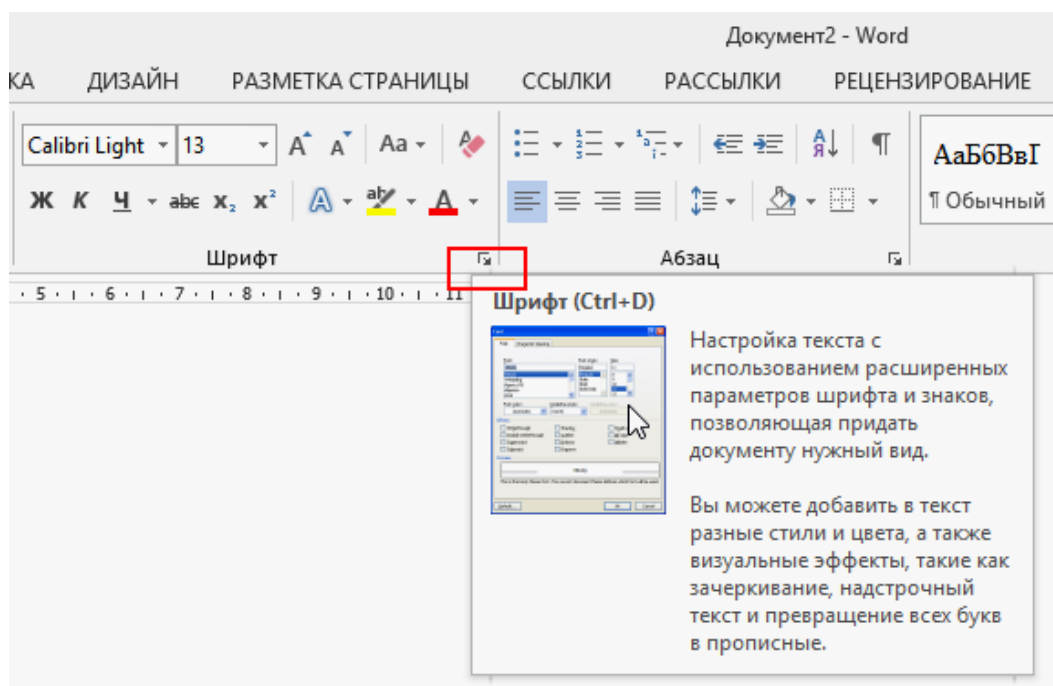 Документ2 - Word
КА ДИЗАЙН РАЗМЕТКА СТРАНИЦЫ ССЫЛКИ РАССЫЛКИ РЕЦЕНЗИРОВАНИЕ
Calibri Light 13 Aa АаБбВвГ
Ж К Ч abc x₂ x² ¶ Обычный
Шрифт Абзац
· 5 · ı · 6 · ı · 7 · ı · 8 · ı · 9 · ı · 10 · ı · 11
Шрифт (Ctrl+D)
Настройка текста с
использованием расширенных
параметров шрифта и знаков,
позволяющая придать
документу нужный вид.
Вы можете добавить в текст
разные стили и цвета, а также
визуальные эффекты, такие как
зачеркивание, надстрочный
текст и превращение всех букв
в прописные.